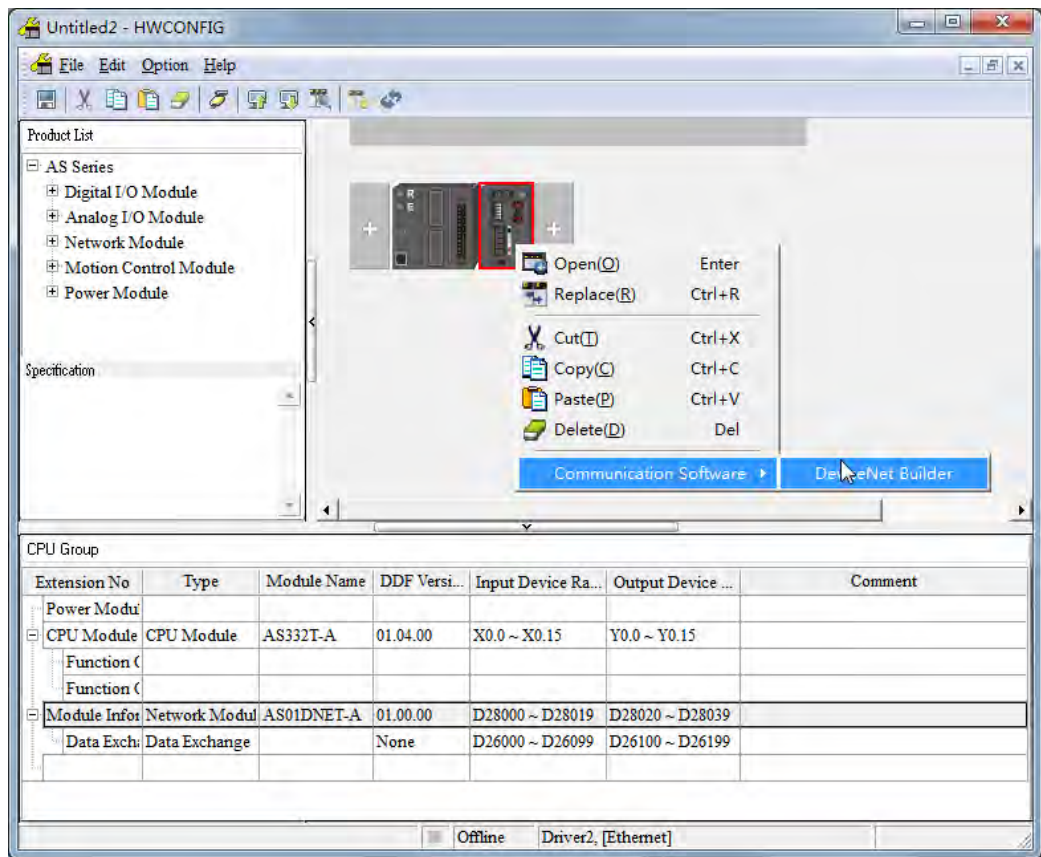 Untitled2 - HWCONFIG
File Edit Option Help
Product List
AS Series
Digital I/O Module
Analog I/O Module
Network Module
Motion Control Module
Power Module
Specification
R
E
Open(O) Enter
Replace(R) Ctrl+R
Cut(T) Ctrl+X
Copy(C) Ctrl+C
Paste(P) Ctrl+V
Delete(D) Del
Communication Software DeviceNet Builder
CPU Group
Extension No Type Module Name DDF Versi... Input Device Ra... Output Device ... Comment
Power Modu
CPU Module CPU Module AS332T-A 01.04.00 X0.0 ~ X0.15 Y0.0 ~ Y0.15
Function C
Function C
Module Infor Network Modul AS01DNET-A 01.00.00 D28000 ~ D28019 D28020 ~ D28039
Data Exch: Data Exchange None D26000 ~ D26099 D26100 ~ D26199
Offline Driver2, [Ethernet]